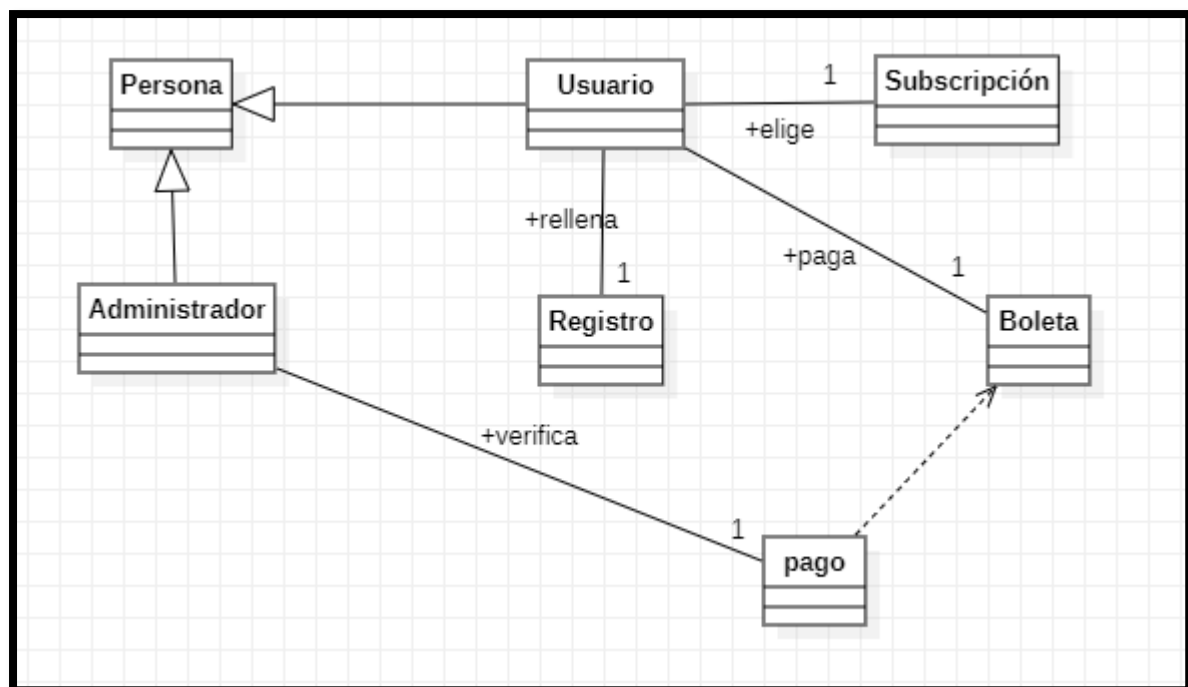 Persona
Usuario
1
Subscripción
+elige
+rellena
1
+paga
1
Administrador
Registro
Boleta
+verifica
1
pago